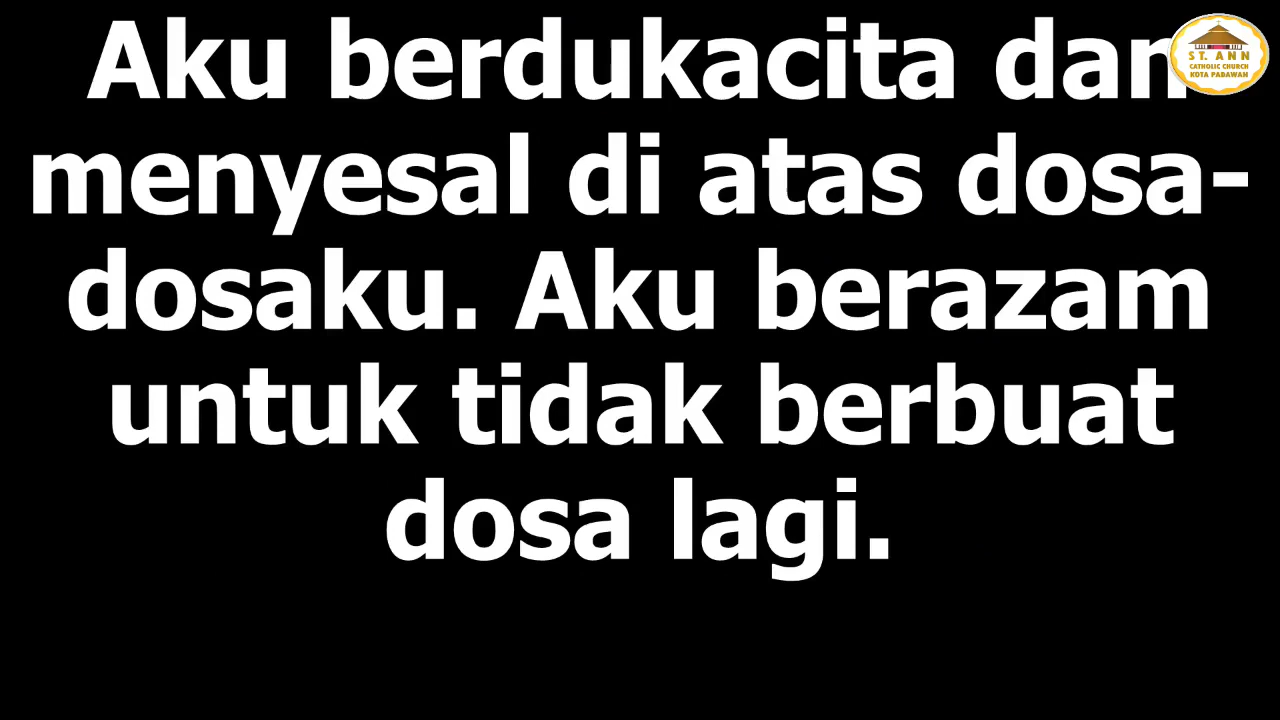 Aku berdukacita dan
menyesal di atas dosa-
dosaku. Aku berazam
untuk tidak berbuat
dosa lagi.
ST. ANN
CATHOLIC CHURCH
KOTA PADAWAN